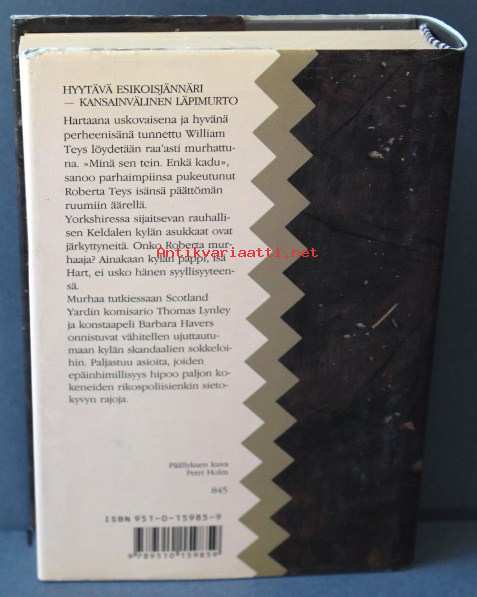 HYYTÄVÄ ESIKOISJÄNNÄRI
— KANSAINVÄLINEN LÄPIMURTO
Hartaana uskovaisena ja hyvänä
perheenisänä tunnettu William
Teys löydetään raa'asti murhattu-
na. »Minä sen tein. Enkä kadu»,
sanoo parhaimpiinsa pukeutunut
Roberta Teys isänsä päättömän
ruumiin äärellä.
Yorkshiressa sijaitsevan rauhalli-
sen Keldalen kylän asukkaat ovat
järkyttyneitä. Onko Roberta mur-
haaja? Ainakaan kylän pappi, isä
Hart, ei usko hänen syyllisyyteen-
sä.
Murhaa tutkiessaan Scotland
Yardin komisario Thomas Lynley
ja konstaapeli Barbara Havers
onnistuvat vähitellen ujuttautu-
maan kylän skandaalien sokkeloi-
hin. Paljastuu asioita, joiden
epäinhimillisyys hipoo paljon ko-
keneiden rikospoliisienkin sieto-
kyvyn rajoja.
Antikvariaatti.net
Päällyksen kuva
Petri Holm
845
ISBN 951-0-15985-9
9 789510 159859